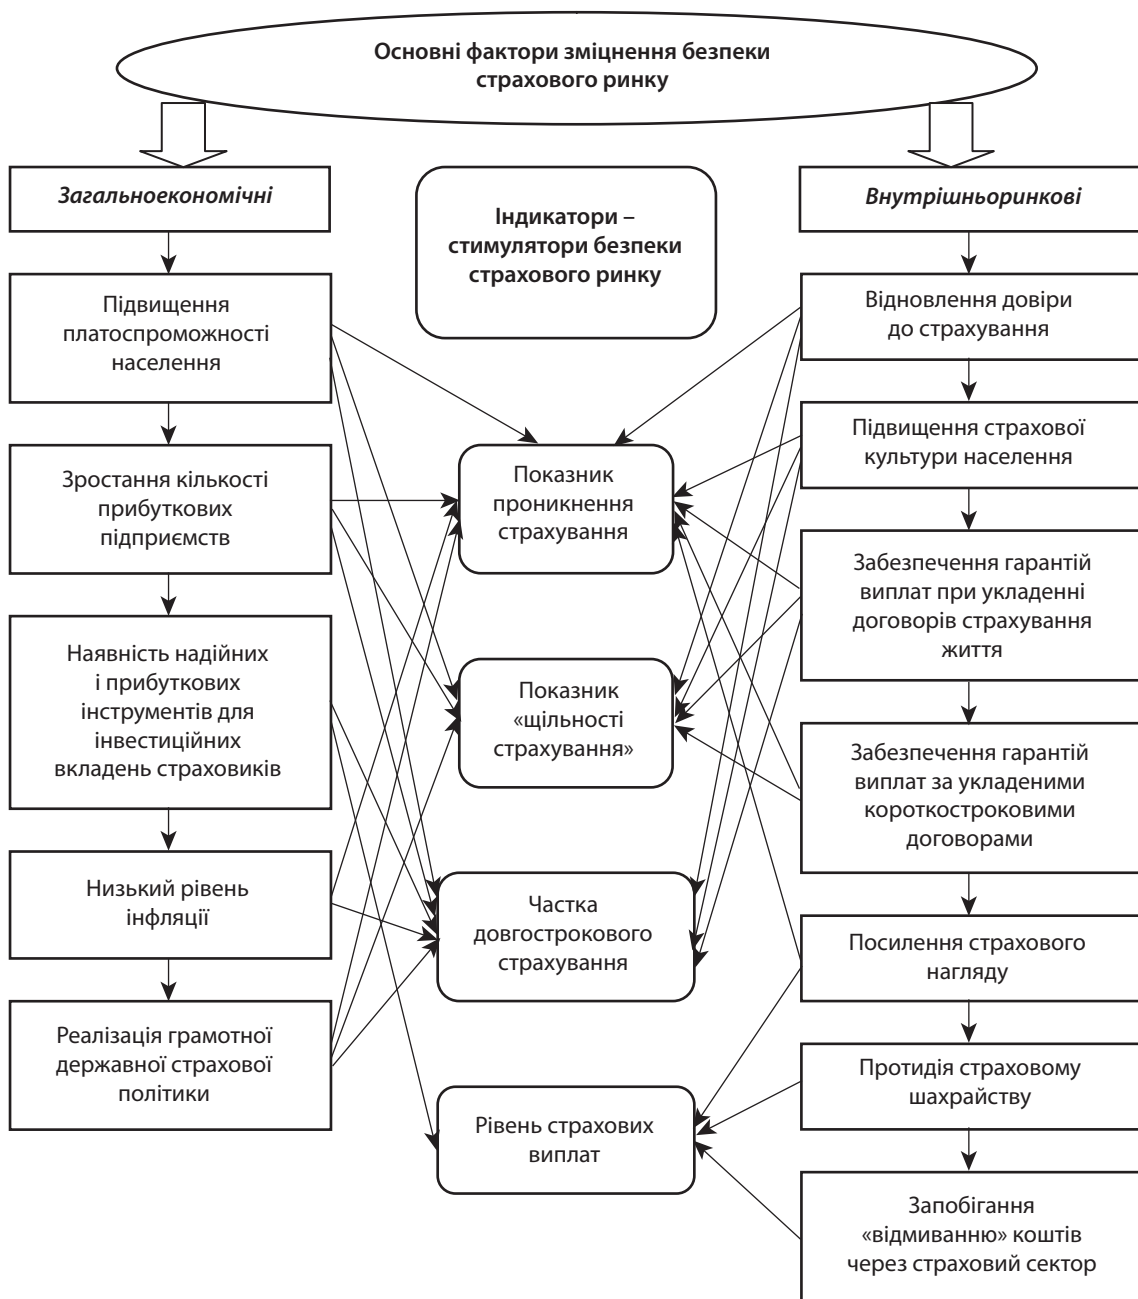 Основні фактори зміцнення безпеки
страхового ринку
Загальноекономічні
Підвищення
платоспроможності
населення
Зростання кількості
прибуткових
підприємств
Наявність надійних
і прибуткових
інструментів для
інвестиційних
вкладень страховиків
Низький рівень
інфляції
Реалізація грамотної
державної страхової
політики
Індикатори –
стимулятори безпеки
страхового ринку
Показник
проникнення
страхування
Показник
«щільності
страхування»
Частка
довгострокового
страхування
Рівень страхових
виплат
Внутрішньоринкові
Відновлення довіри
до страхування
Підвищення страхової
культури населення
Забезпечення гарантій
виплат при укладенні
договорів страхування
життя
Забезпечення гарантій
виплат за укладеними
короткостроковими
договорами
Посилення страхового
нагляду
Протидія страховому
шахрайству
Запобігання
«відмиванню» коштів
через страховий сектор